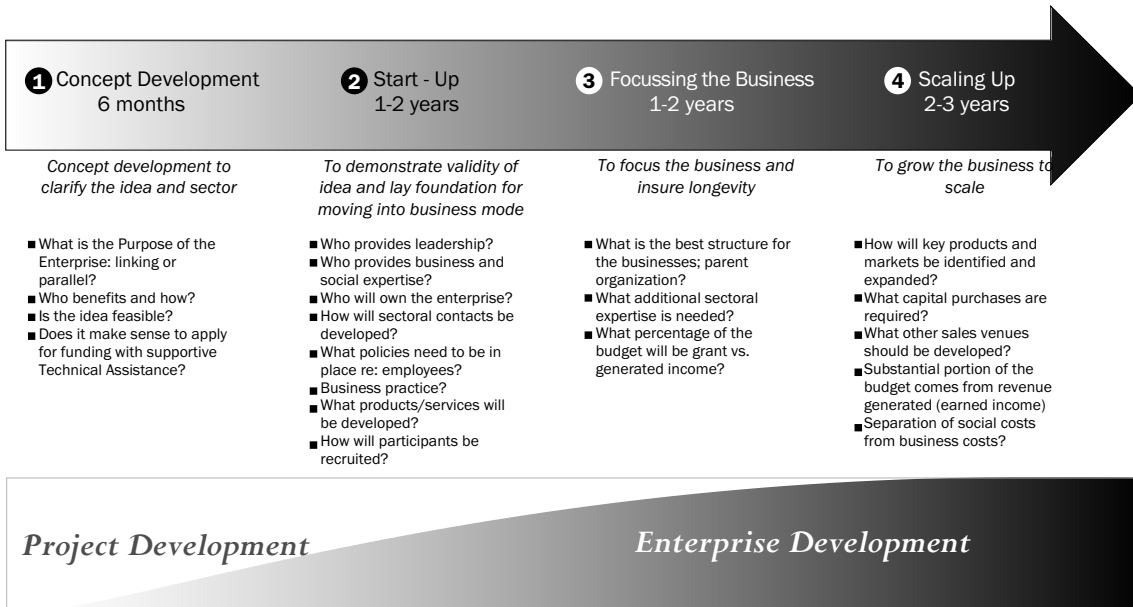 1 Concept Development
6 months
2 Start - Up
1-2 years
3 Focussing the Business
1-2 years
4 Scaling Up
2-3 years
Concept development to
clarify the idea and sector
To demonstrate validity of
idea and lay foundation for
moving into business mode
To focus the business and
insure longevity
To grow the business to
scale
■ What is the Purpose of the
Enterprise: linking or
parallel?
■ Who benefits and how?
■ Is the idea feasible?
■ Does it make sense to apply
for funding with supportive
Technical Assistance?
■ Who provides leadership?
■ Who provides business and
social expertise?
■ Who will own the enterprise?
■ How will sectoral contacts be
developed?
■ What policies need to be in
place re: employees?
■ Business practice?
■ What products/services will
be developed?
■ How will participants be
recruited?
■ What is the best structure for
the businesses; parent
organization?
■ What additional sectoral
expertise is needed?
■ What percentage of the
budget will be grant vs.
generated income?
■ How will key products and
markets be identified and
expanded?
■ What capital purchases are
required?
■ What other sales venues
should be developed?
■ Substantial portion of the
budget comes from revenue
generated (earned income)
■ Separation of social costs
from business costs?
Project Development
Enterprise Development